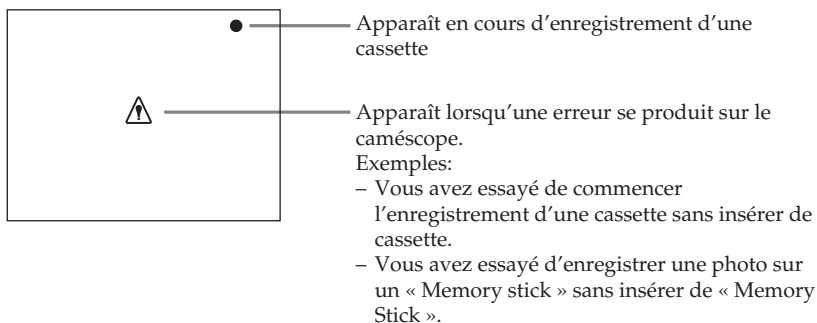 Apparaît en cours d'enregistrement d'une
cassette
Apparaît lorsqu'une erreur se produit sur le
caméscope.
Exemples:
– Vous avez essayé de commencer
l'enregistrement d'une cassette sans insérer de
cassette.
– Vous avez essayé d'enregistrer une photo sur
un « Memory stick » sans insérer de « Memory
Stick ».